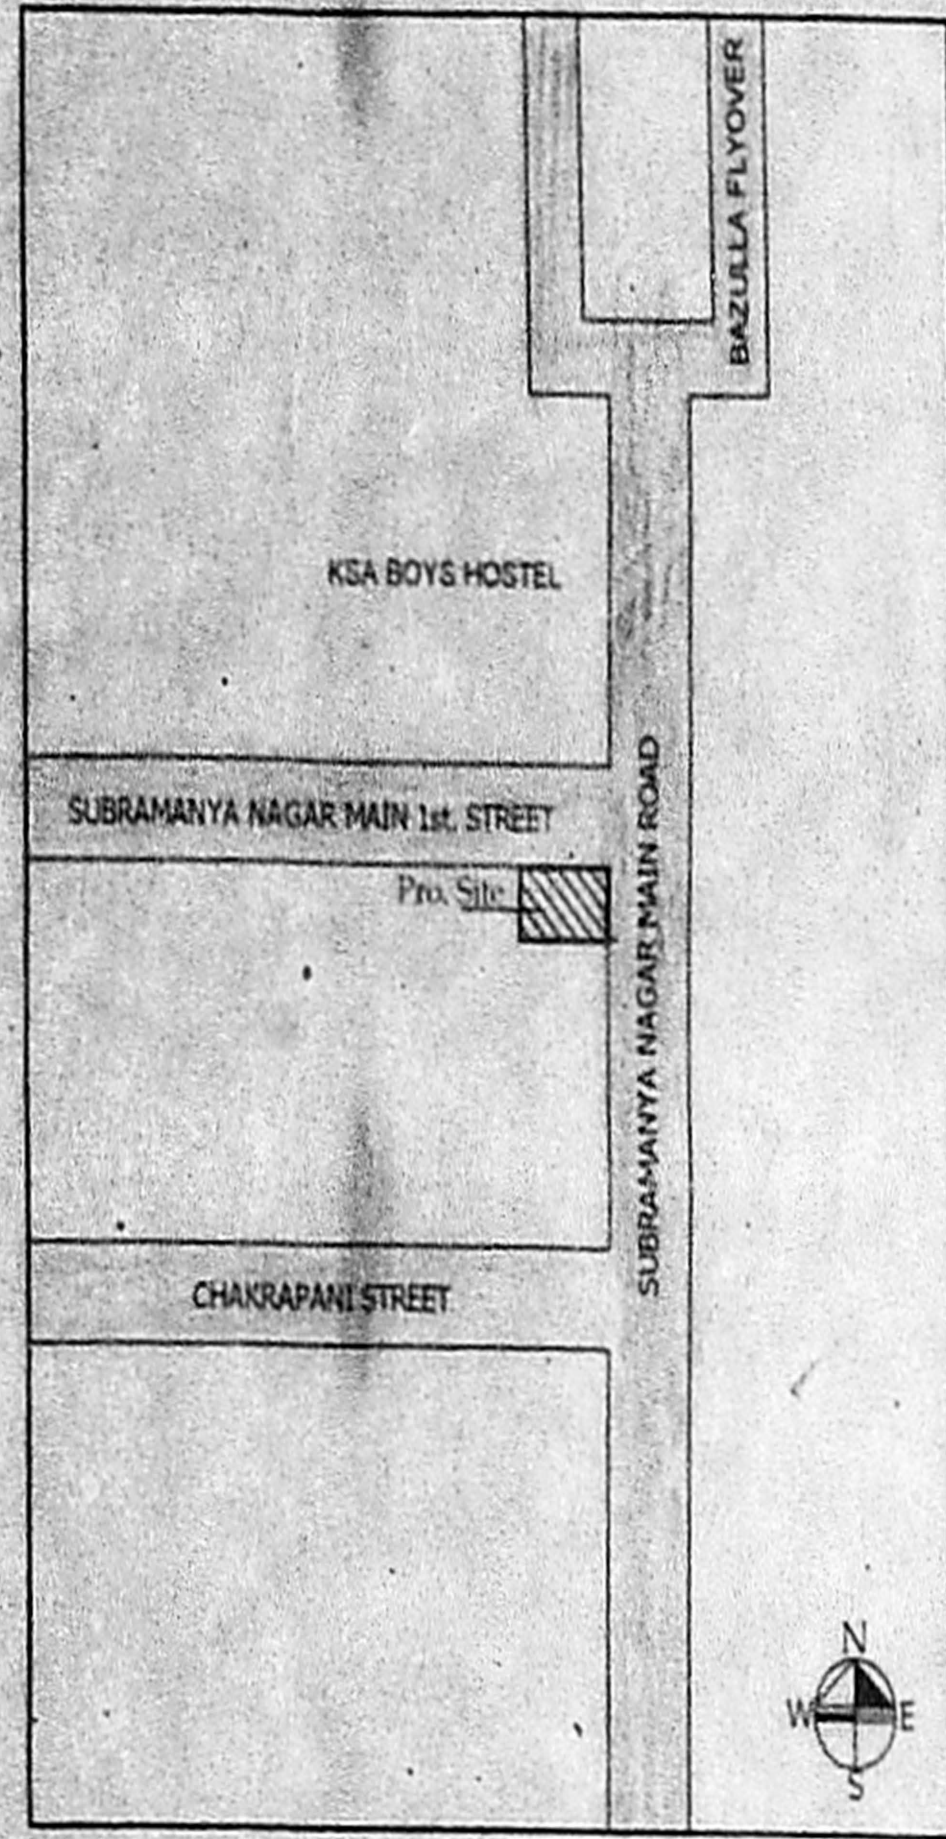 BAZULLA FLYOVER
KSA BOYS HOSTEL
SUBRAMANYA NAGAR MAIN 1st. STREET
Pro. Site
SUBRAMANYA NAGAR MAIN ROAD
CHAKRAPANI STREET
N
W E
S